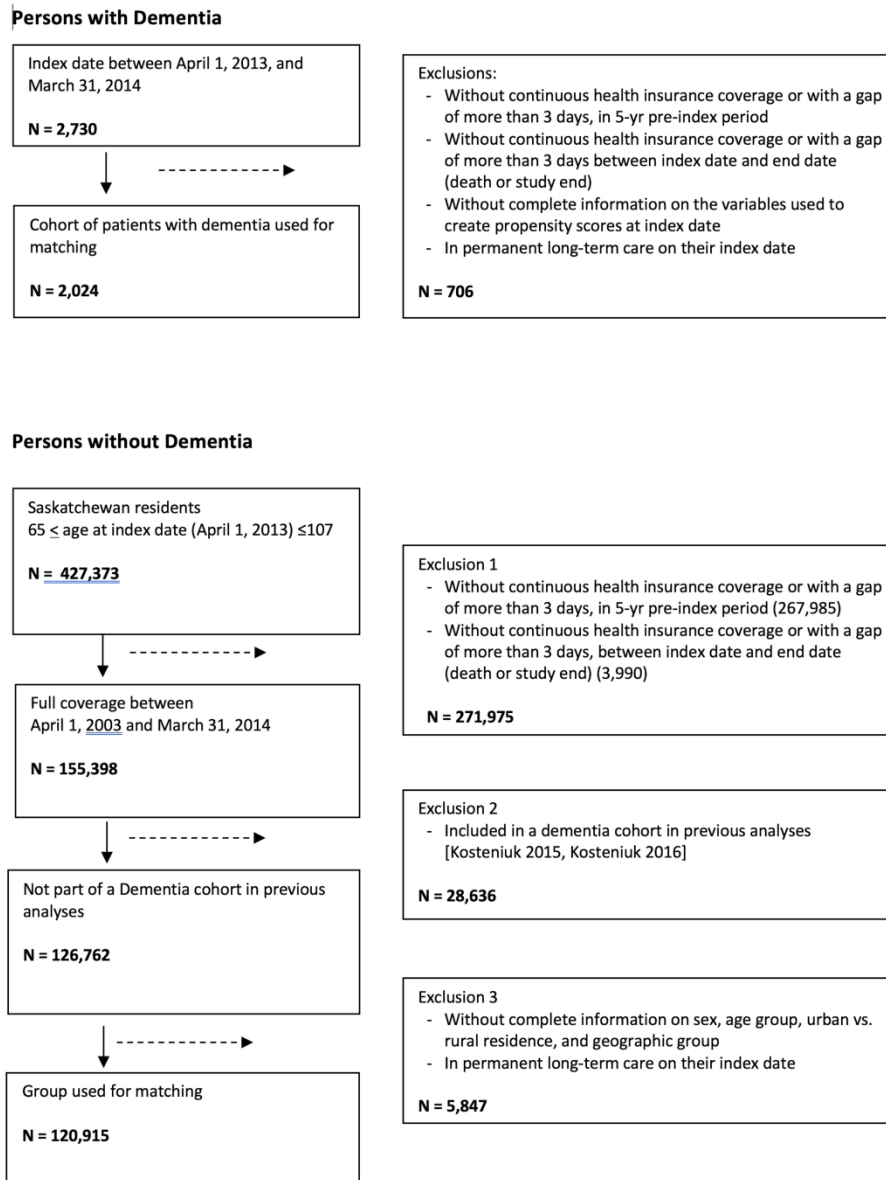 Persons with Dementia
Index date between April 1, 2013, and
March 31, 2014
N = 2,730
Cohort of patients with dementia used for
matching
N = 2,024
Exclusions:
- Without continuous health insurance coverage or with a gap
of more than 3 days, in 5-yr pre-index period
- Without continuous health insurance coverage or with a gap
of more than 3 days between index date and end date
(death or study end)
- Without complete information on the variables used to
create propensity scores at index date
- In permanent long-term care on their index date
N = 706
Persons without Dementia
Saskatchewan residents
65 ≤ age at index date (April 1, 2013) ≤107
N = 427,373
Full coverage between
April 1, 2003 and March 31, 2014
N = 155,398
Not part of a Dementia cohort in previous
analyses
N = 126,762
Group used for matching
N = 120,915
Exclusion 1
- Without continuous health insurance coverage or with a gap
of more than 3 days, in 5-yr pre-index period (267,985)
- Without continuous health insurance coverage or with a gap
of more than 3 days, between index date and end date
(death or study end) (3,990)
N = 271,975
Exclusion 2
- Included in a dementia cohort in previous analyses
[Kosteniuk 2015, Kosteniuk 2016]
N = 28,636
Exclusion 3
- Without complete information on sex, age group, urban vs.
rural residence, and geographic group
- In permanent long-term care on their index date
N = 5,847